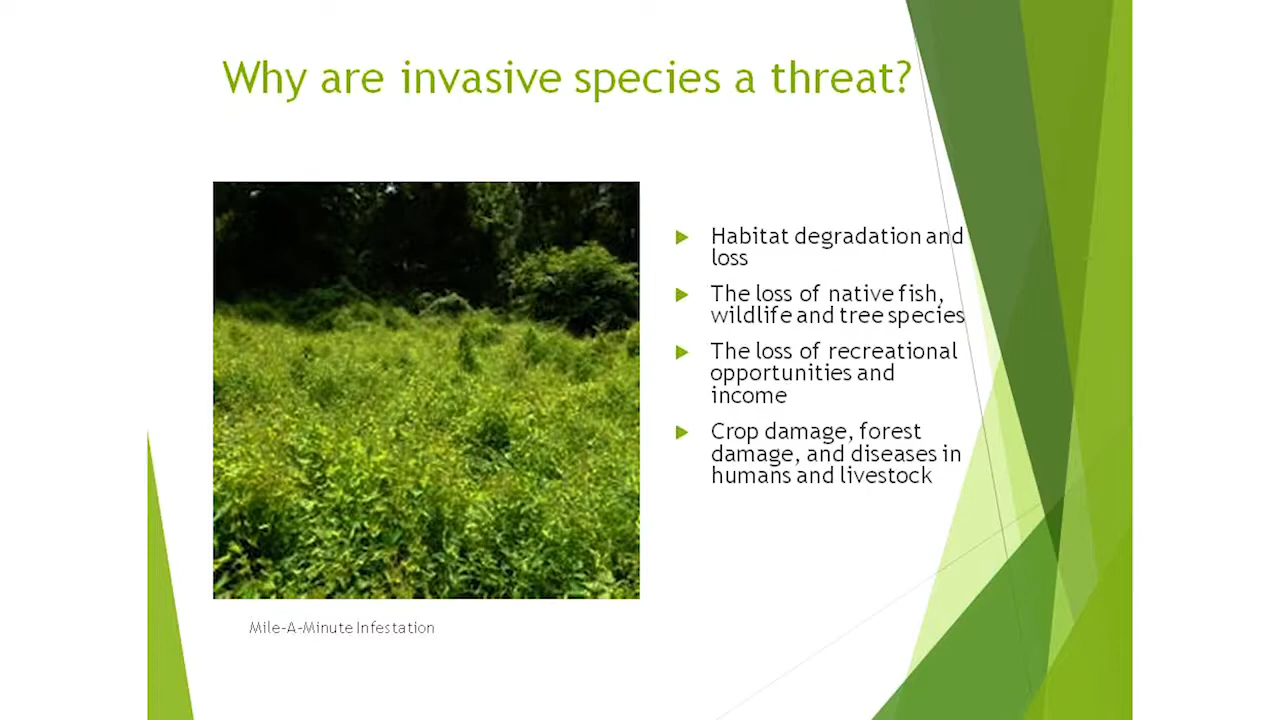 Why are invasive species a threat?
Habitat degradation and
loss
The loss of native fish,
wildlife and tree species
The loss of recreational
opportunities and
income
Crop damage, forest
damage, and diseases in
humans and livestock
Mile-A-Minute Infestation